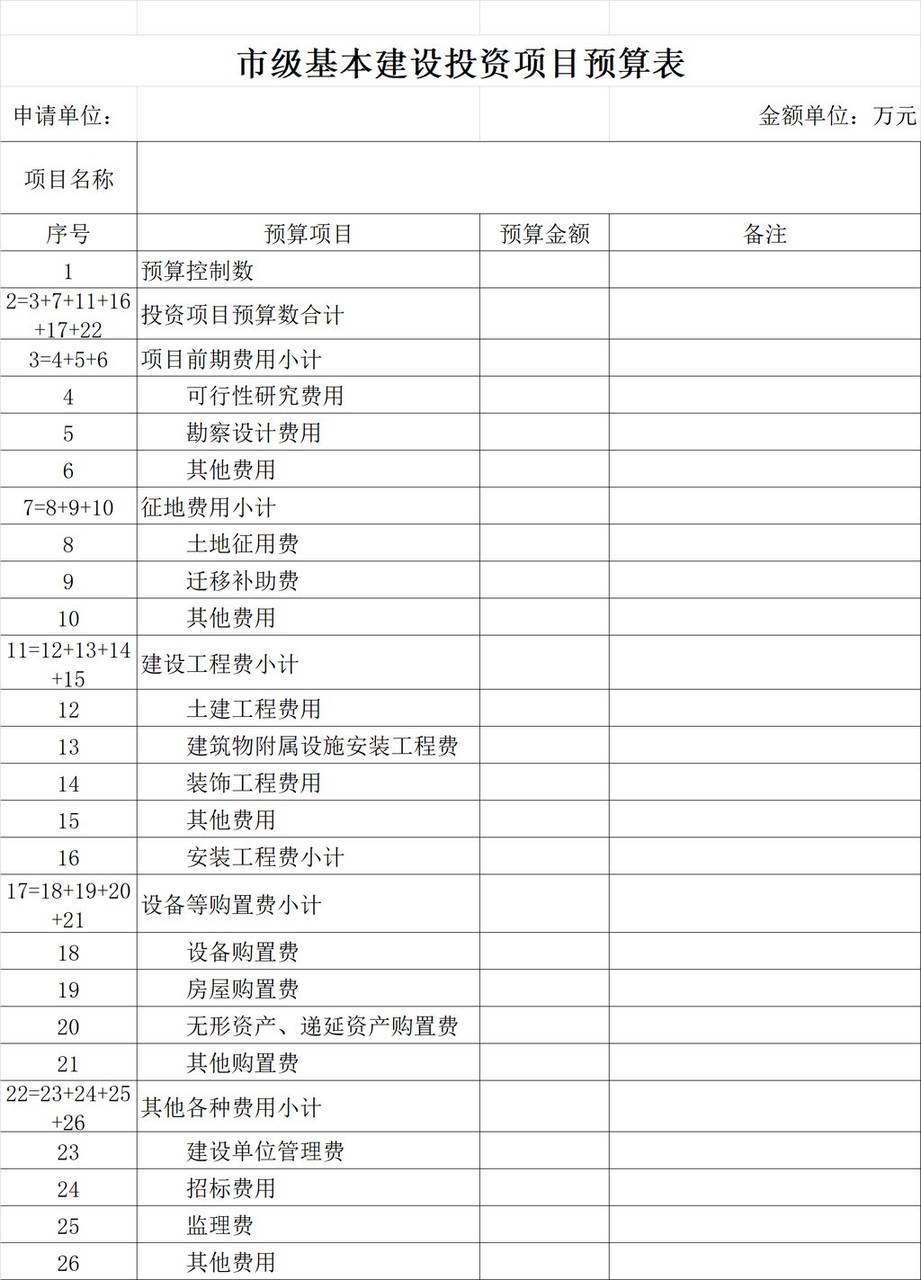 市级基本建设投资项目预算表
申请单位： 金额单位：万元
项目名称
序号 预算项目 预算金额 备注
1 预算控制数
2=3+7+11+16
+17+22 投资项目预算数合计
3=4+5+6 项目前期费用小计
4 可行性研究费用
5 勘察设计费用
6 其他费用
7=8+9+10 征地费用小计
8 土地征用费
9 迁移补助费
10 其他费用
11=12+13+14
+15 建设工程费小计
12 土建工程费用
13 建筑物附属设施安装工程费
14 装饰工程费用
15 其他费用
16 安装工程费小计
17=18+19+20
+21 设备等购置费小计
18 设备购置费
19 房屋购置费
20 无形资产、递延资产购置费
21 其他购置费
22=23+24+25
+26 其他各种费用小计
23 建设单位管理费
24 招标费用
25 监理费
26 其他费用